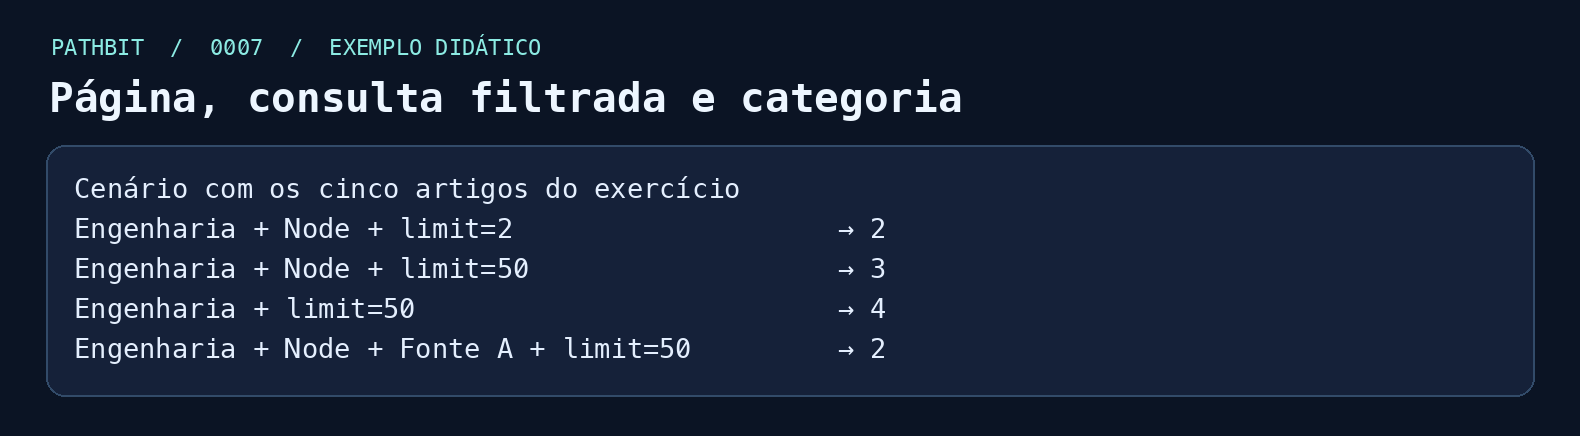 PATHBIT / 0007 / EXEMPLO DIDÁTICO
Página, consulta filtrada e categoria
Cenário com os cinco artigos do exercício
Engenharia + Node + limit=2 → 2
Engenharia + Node + limit=50 → 3
Engenharia + limit=50 → 4
Engenharia + Node + Fonte A + limit=50 → 2